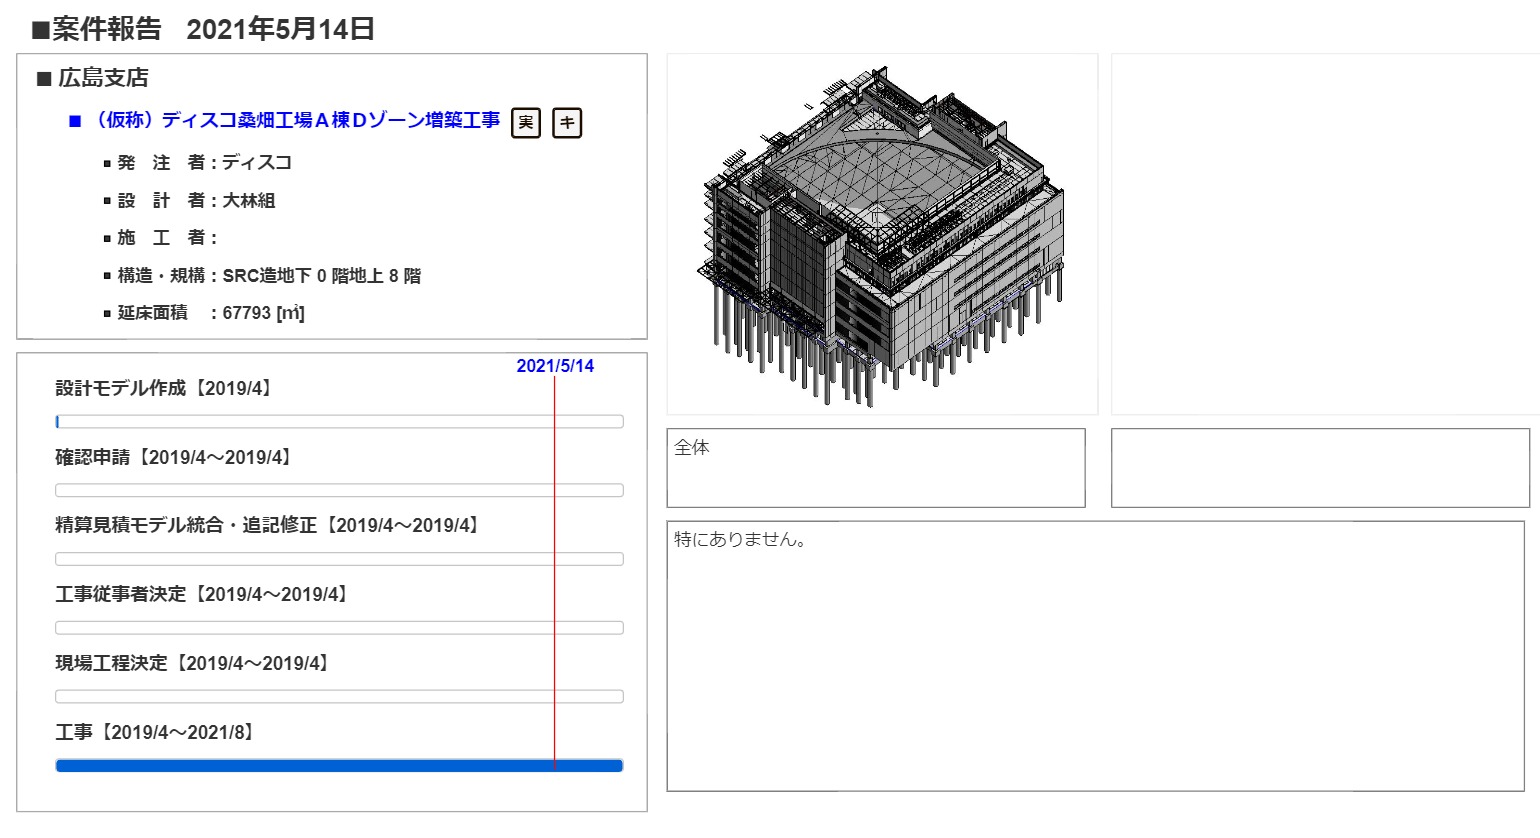 ■案件報告 2021年5月14日
■ 広島支店
■ （仮称）ディスコ桑畑工場Ａ棟Ｄゾーン増築工事 実 キ
▪ 発　注　者：ディスコ
▪ 設　計　者：大林組
▪ 施　工　者：
▪ 構造・規構：SRC造地下 0 階地上 8 階
▪ 延床面積　：67793 [㎡]
2021/5/14
設計モデル作成【2019/4】
確認申請【2019/4～2019/4】
精算見積モデル統合・追記修正【2019/4～2019/4】
工事従事者決定【2019/4～2019/4】
現場工程決定【2019/4～2019/4】
工事【2019/4～2021/8】
全体
特にありません。